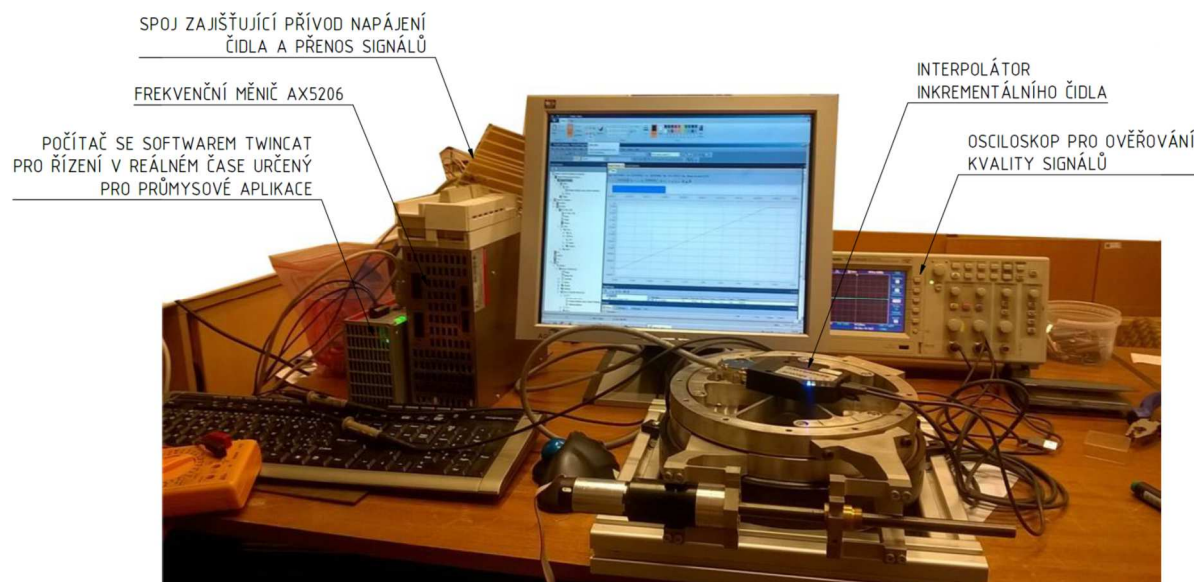 SPOJ ZAJIŠŤUJÍCÍ PŘÍVOD NAPÁJENÍ
ČIDLA A PŘENOS SIGNÁLŮ
FREKVENČNÍ MĚNIČ AX5206
POČÍTAČ SE SOFTWAREM TWINCAT
PRO ŘÍZENÍ V REÁLNÉM ČASE URČENÝ
PRO PRŮMYSOVÉ APLIKACE
INTERPOLÁTOR
INKREMENTÁLNÍHO ČIDLA
OSCILOSKOP PRO OVĚŘOVÁNÍ
KVALITY SIGNÁLŮ